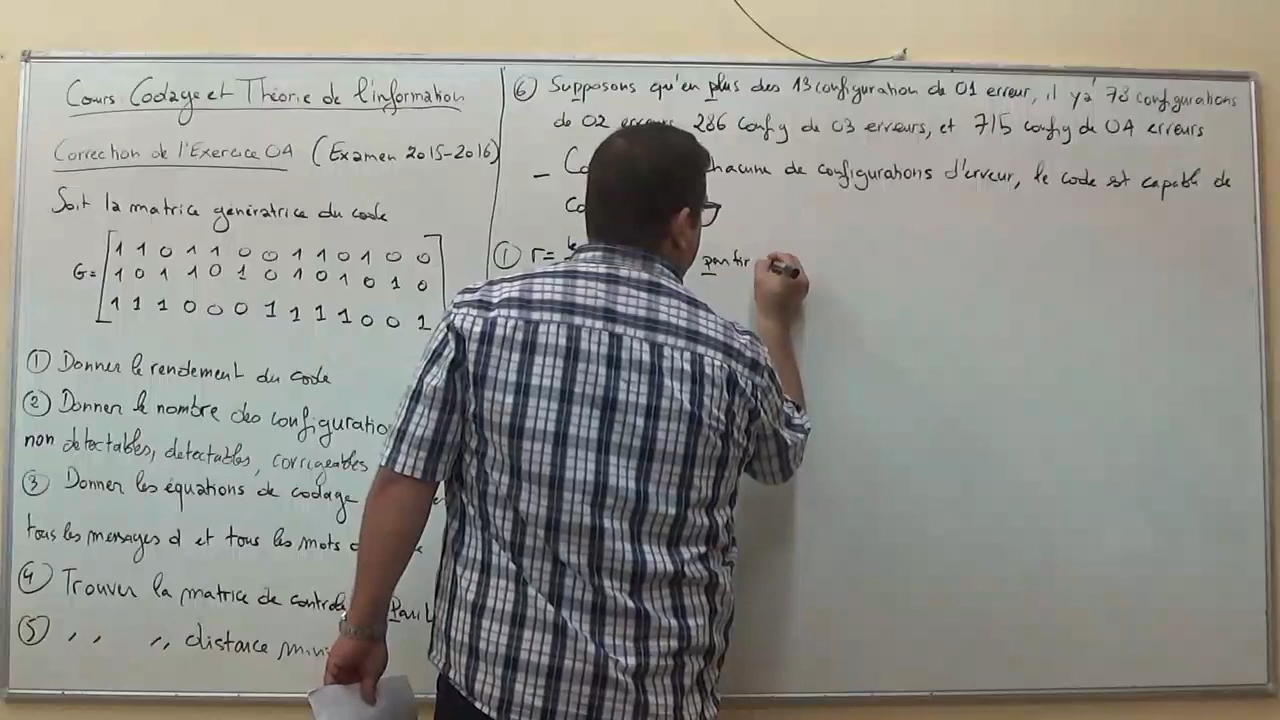 Cours Codage et Théorie de l'information
Correction de l'Exercice 04 (Examen 2015-2016)
Soit la matrice génératrice du code
G = [1 1 0 1 1 0 0 1 1 0 1 0 0
1 0 1 1 0 1 0 1 0 1 0 1 0
1 1 1 0 0 0 1 1 1 1 0 0 1]
① Donner le rendement du code
② Donner le nombre des configuratio
non detectables, detectables, corrigeables
③ Donner les équations de codage
tous les messages d et tous les mots
④ Trouver la matrice de contrôle
⑤ ,, ,, distance mini
⑥ Supposons qu'en plus des 13 configuration de 01 erreur, il ya 78 configurations
de 02 erreurs, 286 config de 03 erreurs, et 715 config de 04 erreurs
_ Co hacune de configurations d'erreur, le code est capable de
Co
① r= k partir